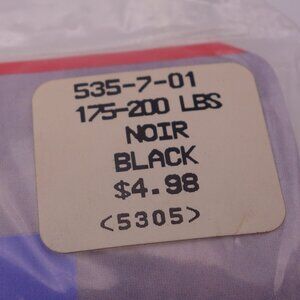 535-7-01
175-200 LBS
NOIR
BLACK
$4.98
<5305>